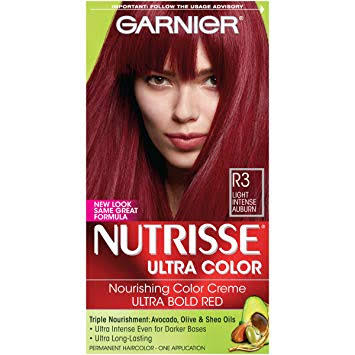 IMPORTANT: FOLLOW THE USAGE ADVISORY
GARNIER
R3
LIGHT
INTENSE
AUBURN
NEW LOOK
SAME GREAT
FORMULA
NUTRISSE®
ULTRA COLOR
Nourishing Color Creme
ULTRA BOLD RED
Triple Nourishment: Avocado, Olive & Shea Oils
• Ultra Intense Even for Darker Bases
• Ultra Long-Lasting
PERMANENT HAIRCOLOR - ONE APPLICATION